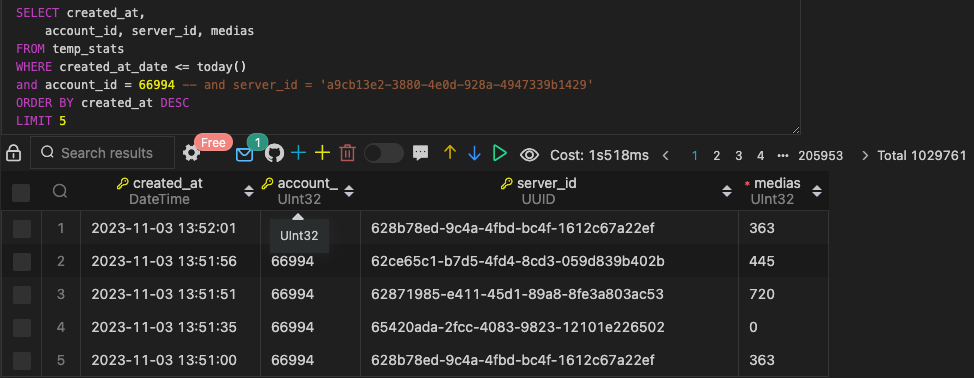 SELECT created_at,
account_id, server_id, medias
FROM temp_stats
WHERE created_at_date <= today()
and account_id = 66994 -- and server_id = 'a9cb13e2-3880-4e0d-928a-4947339b1429'
ORDER BY created_at DESC
LIMIT 5
Search results Free 1 Cost: 1s518ms 1 2 3 4 ••• 205953 Total 1029761
created_at account_ server_id * medias
DateTime UInt32 UUID UInt32
1 2023-11-03 13:52:01 628b78ed-9c4a-4fbd-bc4f-1612c67a22ef 363
UInt32
2 2023-11-03 13:51:56 66994 62ce65c1-b7d5-4fd4-8cd3-059d839b402b 445
3 2023-11-03 13:51:51 66994 62871985-e411-45d1-89a8-8fe3a803ac53 720
4 2023-11-03 13:51:35 66994 65420ada-2fcc-4083-9823-12101e226502 0
5 2023-11-03 13:51:00 66994 628b78ed-9c4a-4fbd-bc4f-1612c67a22ef 363